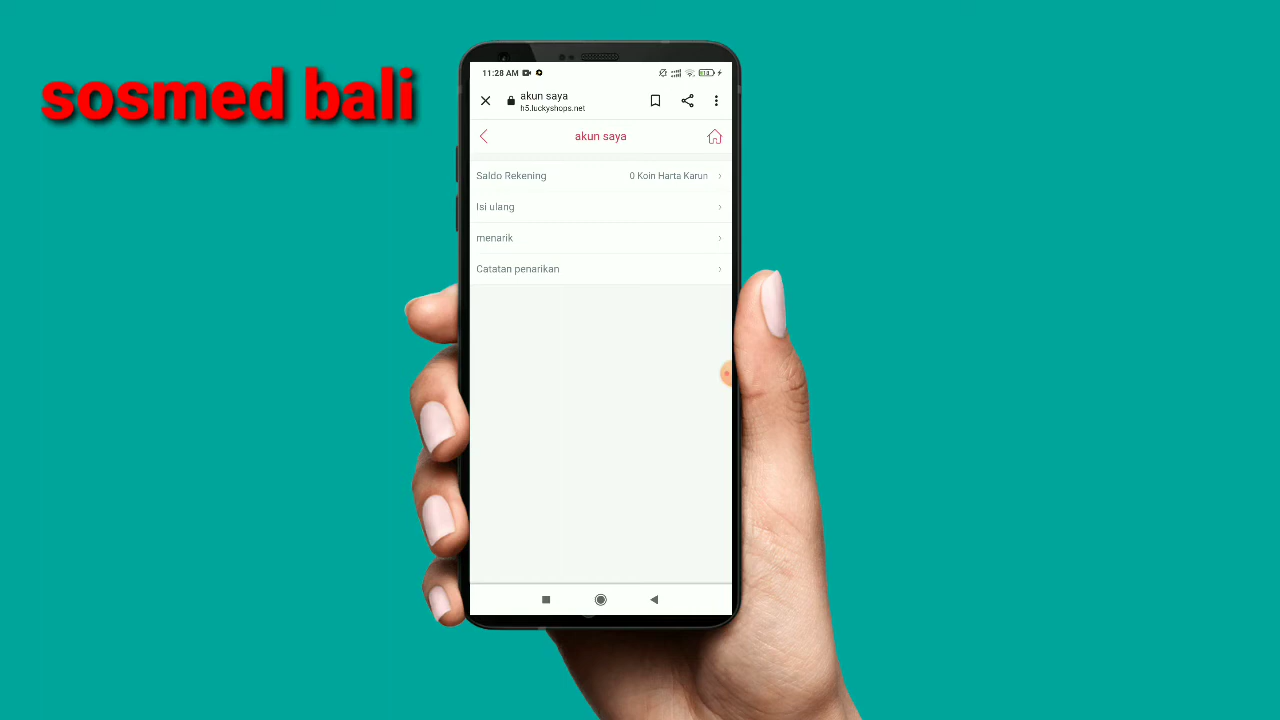 sosmed bali
11:28 AM
akun saya
h5.luckyshops.net
akun saya
Saldo Rekening 0 Koin Harta Karun
Isi ulang
menarik
Catatan penarikan